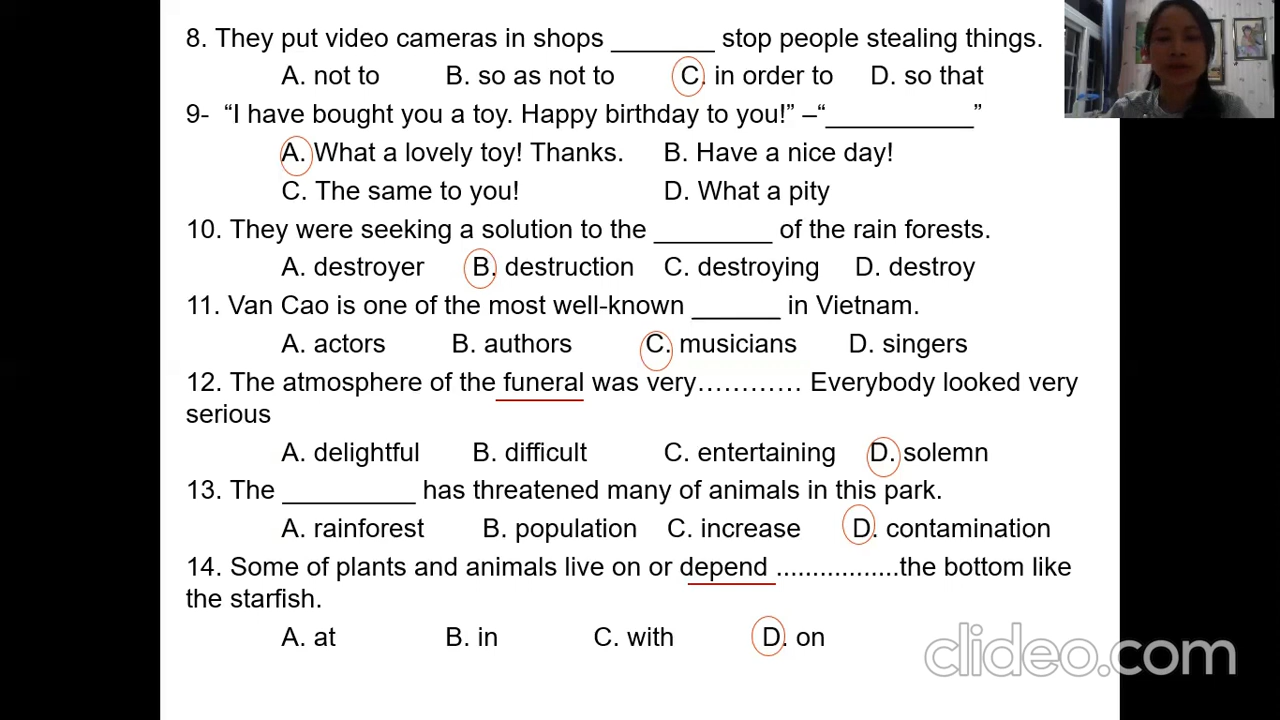 8. They put video cameras in shops _______ stop people stealing things.
A. not to B. so as not to C. in order to D. so that
9- “I have bought you a toy. Happy birthday to you!” –“__________”
A. What a lovely toy! Thanks. B. Have a nice day!
C. The same to you! D. What a pity
10. They were seeking a solution to the ________ of the rain forests.
A. destroyer B. destruction C. destroying D. destroy
11. Van Cao is one of the most well-known ______ in Vietnam.
A. actors B. authors C. musicians D. singers
12. The atmosphere of the funeral was very………… Everybody looked very
serious
A. delightful B. difficult C. entertaining D. solemn
13. The _________ has threatened many of animals in this park.
A. rainforest B. population C. increase D. contamination
14. Some of plants and animals live on or depend .................the bottom like
the starfish.
A. at B. in C. with D. on
clideo.com